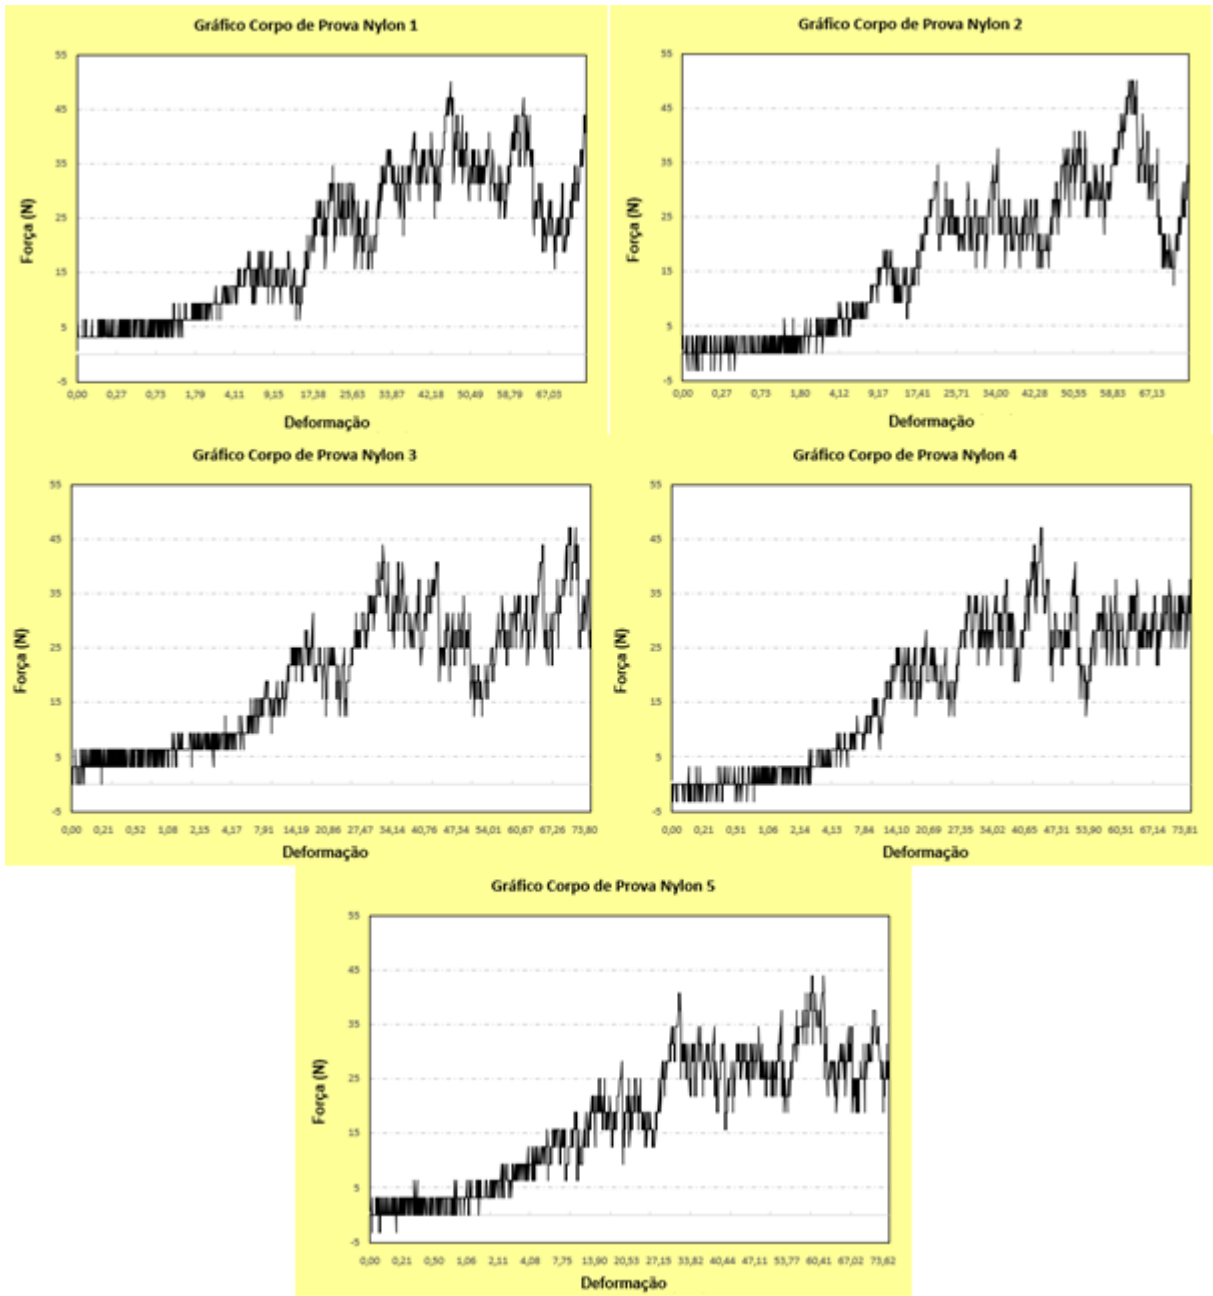 Gráfico Corpo de Prova Nylon 1
55
45
35
25
15
5
-5
Força (N)
0,00 0,27 0,73 1,79 4,11 9,15 17,38 25,63 33,87 42,18 50,49 58,79 67,03
Deformação
Gráfico Corpo de Prova Nylon 2
55
45
35
25
15
5
-5
Força (N)
0,00 0,27 0,73 1,80 4,12 9,17 17,41 25,71 34,00 42,28 50,55 58,83 67,13
Deformação
Gráfico Corpo de Prova Nylon 3
55
45
35
25
15
5
-5
Força (N)
0,00 0,21 0,52 1,08 2,15 4,17 7,91 14,19 20,86 27,47 34,14 40,76 47,34 54,01 60,67 67,26 73,80
Deformação
Gráfico Corpo de Prova Nylon 4
55
45
35
25
15
5
-5
Força (N)
0,00 0,21 0,51 1,06 2,14 4,13 7,84 14,10 20,69 27,35 34,02 40,65 47,31 53,90 60,51 67,14 73,81
Deformação
Gráfico Corpo de Prova Nylon 5
55
45
35
25
15
5
-5
Força (N)
0,00 0,21 0,50 1,06 2,11 4,08 7,75 13,90 20,53 27,15 33,82 40,44 47,11 53,77 60,41 67,02 73,62
Deformação